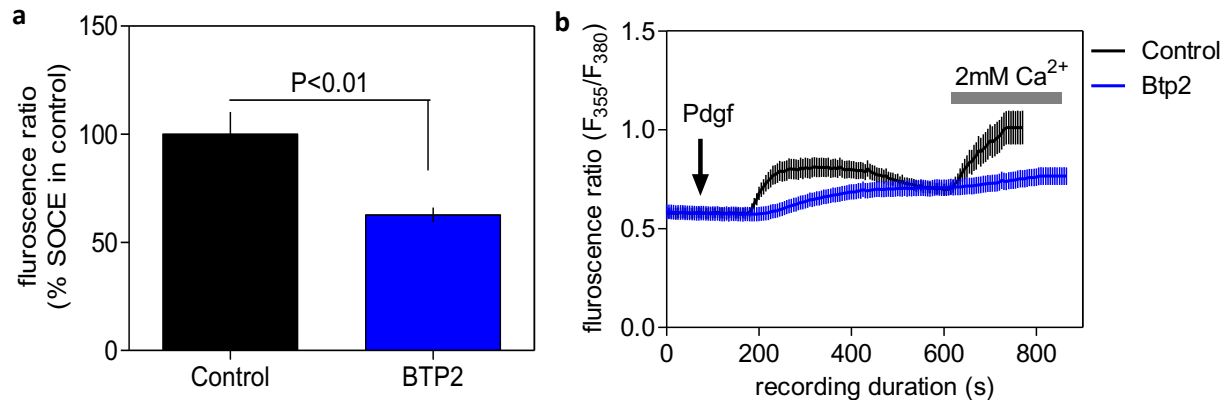 a
fluroscence ratio
(% SOCE in control)
150
100
50
0
P<0.01
Control
BTP2
b
fluroscence ratio (F355/F380)
1.5
1.0
0.5
0.0
Pdgf
2mM Ca2+
Control
Btp2
0 200 400 600 800
recording duration (s)